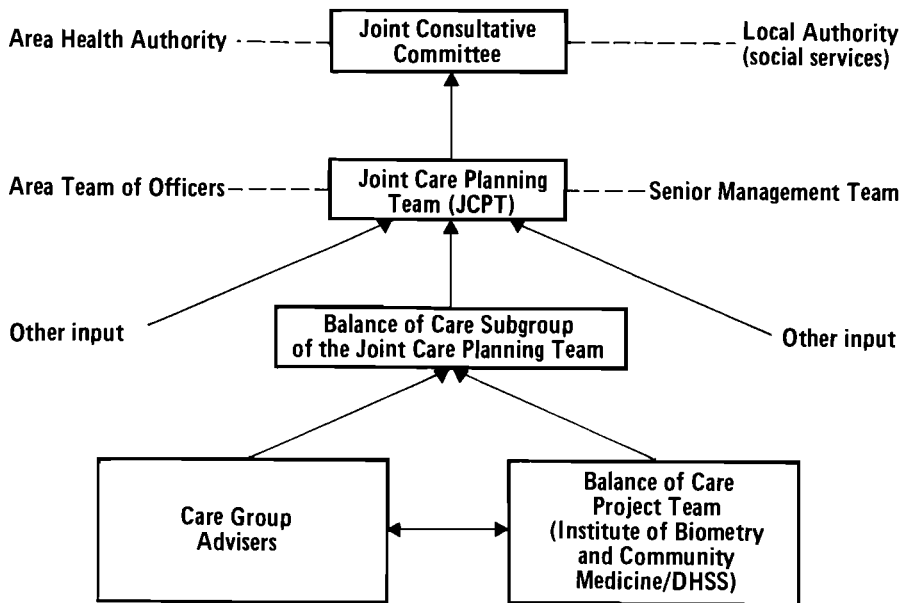 Area Health Authority
Joint Consultative
Committee
Local Authority
(social services)
Area Team of Officers
Joint Care Planning
Team (JCPT)
Senior Management Team
Other input
Balance of Care Subgroup
of the Joint Care Planning Team
Other input
Care Group
Advisers
Balance of Care
Project Team
(Institute of Biometry
and Community
Medicine/DHSS)